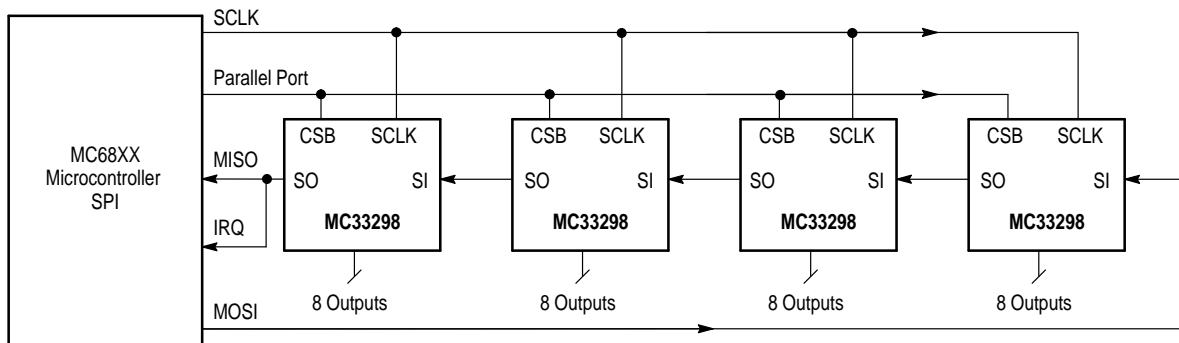 SCLK
Parallel Port
CSB SCLK
CSB SCLK
CSB SCLK
CSB SCLK
MC68XX
Microcontroller
SPI
MISO
SO SI
SO SI
SO SI
SO SI
MC33298
MC33298
MC33298
MC33298
IRQ
8 Outputs
8 Outputs
8 Outputs
8 Outputs
MOSI